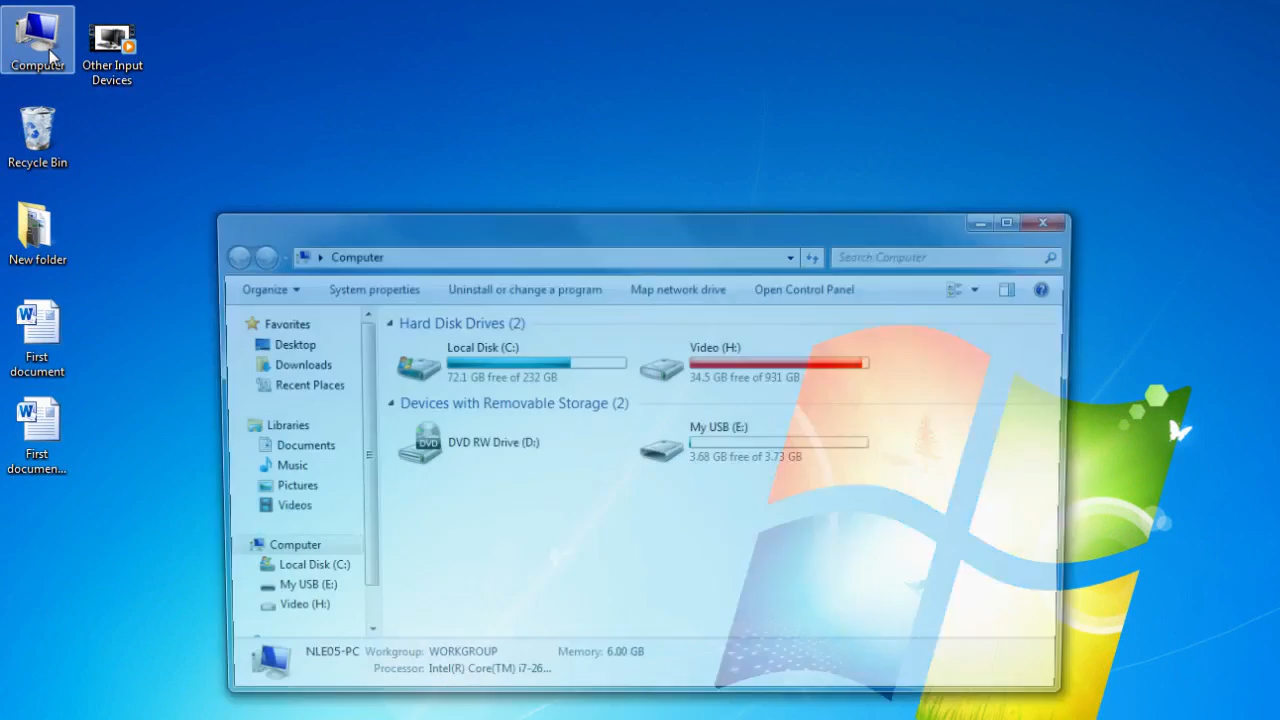 Computer
Other Input
Devices
Recycle Bin
New folder
First
document
First
documen...
Computer
Search Computer
Organize
System properties
Uninstall or change a program
Map network drive
Open Control Panel
Favorites
Desktop
Downloads
Recent Places
Libraries
Documents
Music
Pictures
Videos
Computer
Local Disk (C:)
My USB (E:)
Video (H:)
Hard Disk Drives (2)
Local Disk (C:)
72.1 GB free of 232 GB
Video (H:)
34.5 GB free of 931 GB
Devices with Removable Storage (2)
DVD
DVD RW Drive (D:)
My USB (E:)
3.68 GB free of 3.73 GB
NLE05-PC Workgroup: WORKGROUP Memory: 6.00 GB
Processor: Intel(R) Core(TM) i7-26...